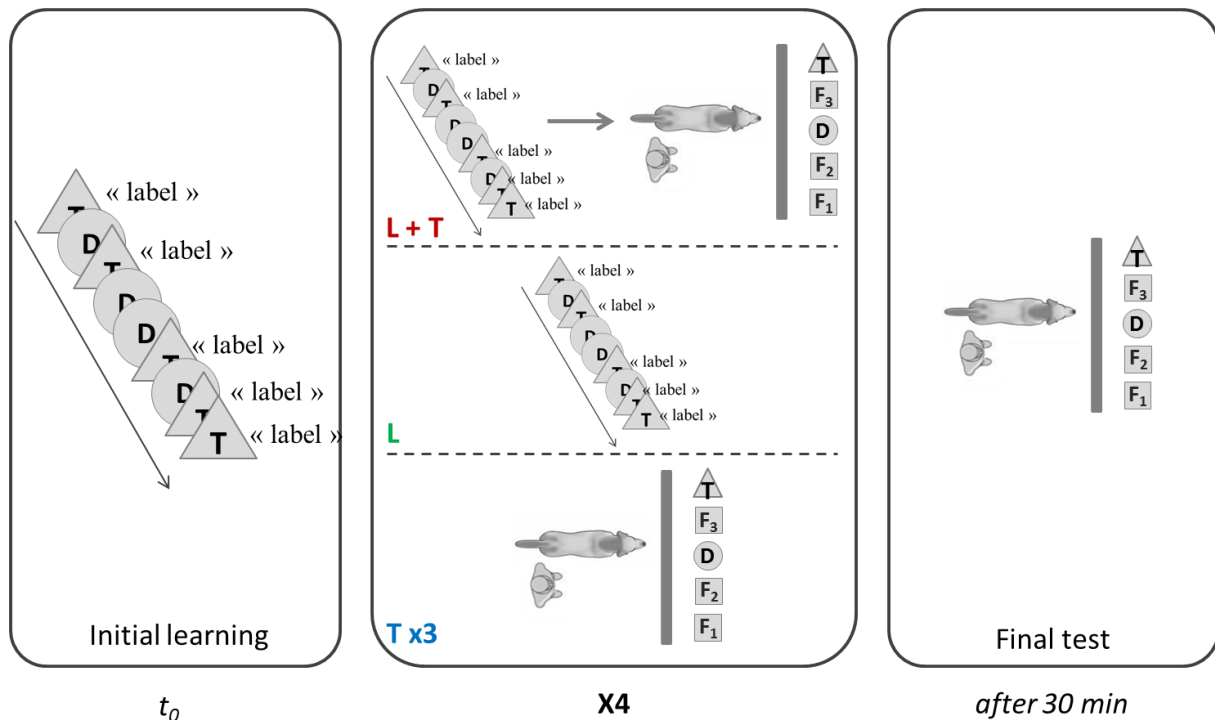 T « label »
D
T « label »
D
D
T « label »
D
T « label »
T « label »
Initial learning
t₀
T « label »
D
T « label »
D
D
T « label »
D
T « label »
T « label »
L + T
T
F₃
D
F₂
F₁
T « label »
D
T « label »
D
D
T « label »
D
T « label »
T « label »
L
T
F₃
D
F₂
F₁
T x3
X4
T
F₃
D
F₂
F₁
Final test
after 30 min